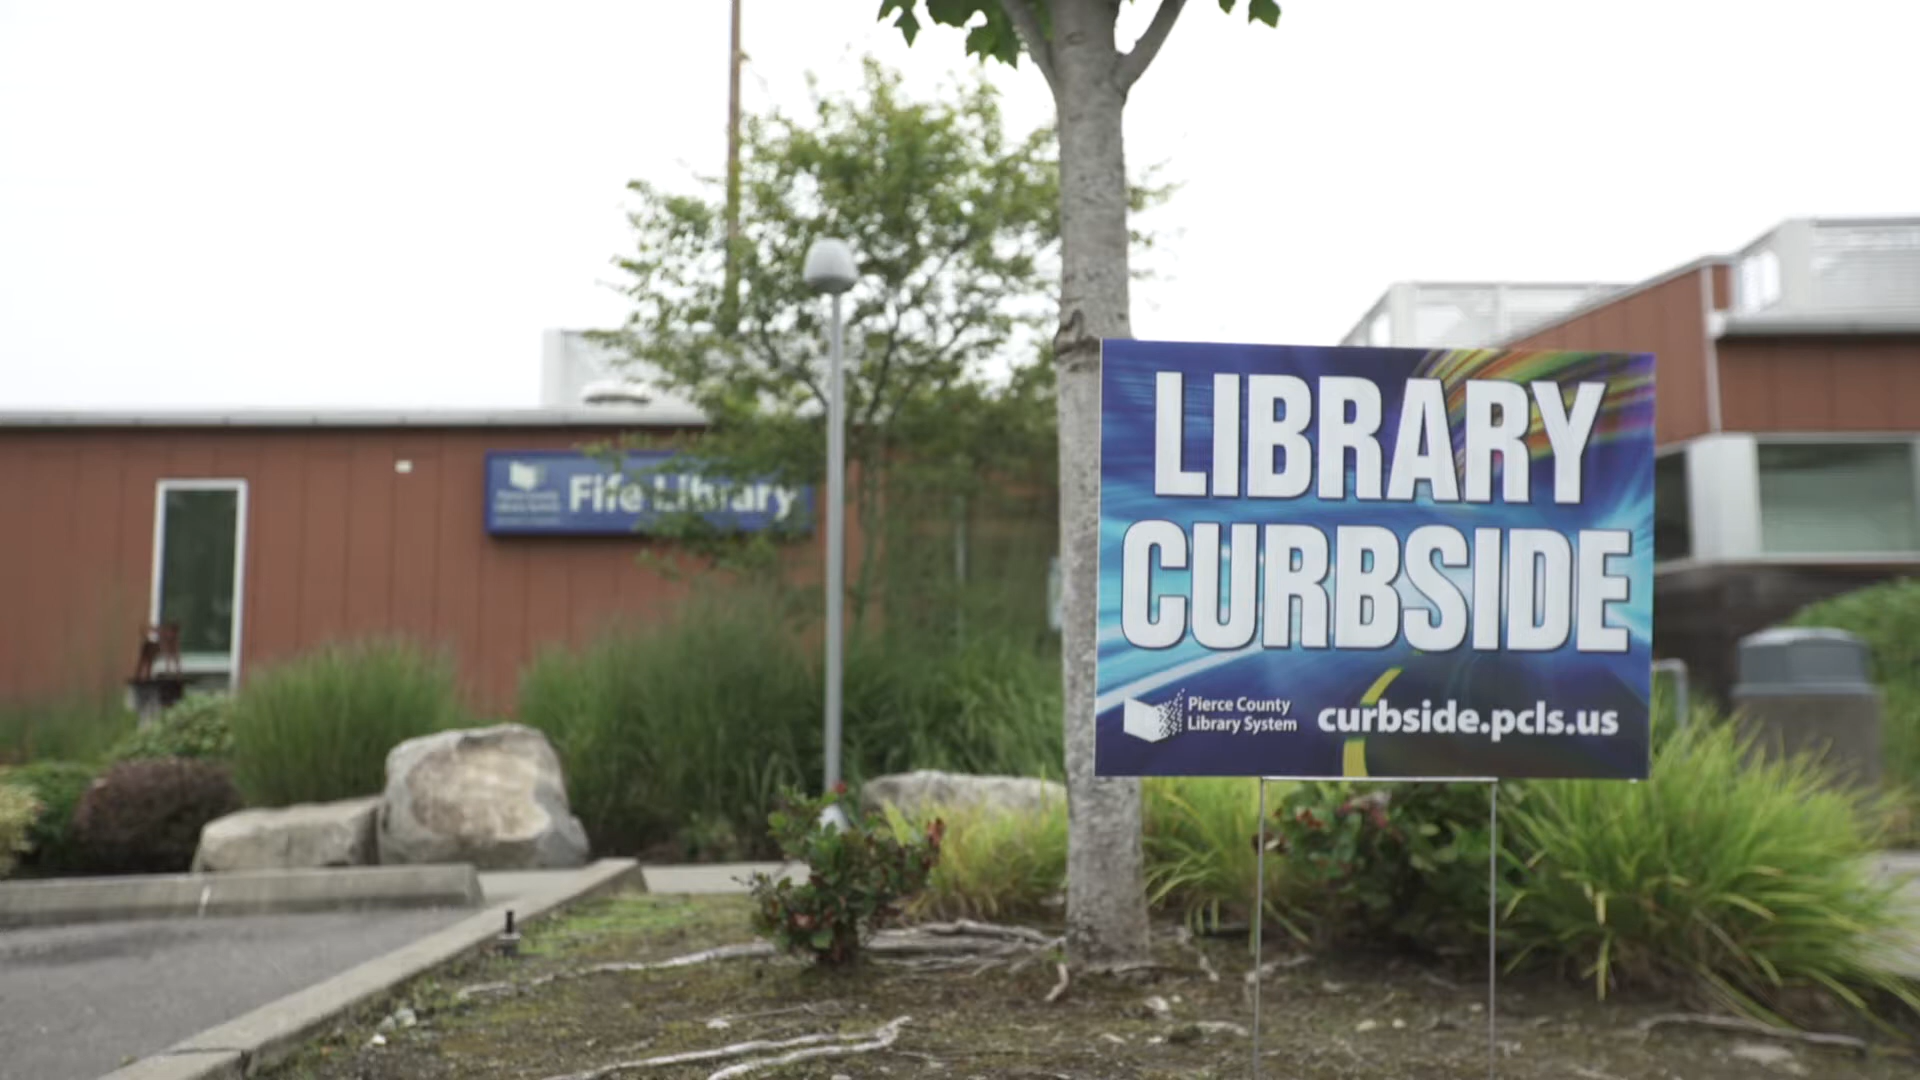 Fife Library
LIBRARY
CURBSIDE
Pierce County
Library System
curbside.pcls.us